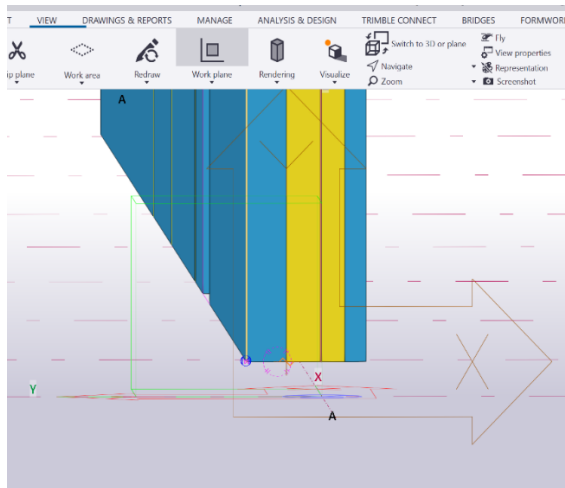 T VIEW DRAWINGS & REPORTS MANAGE ANALYSIS & DESIGN TRIMBLE CONNECT BRIDGES FORMWOR
Switch to 3D or plane
Fly
View properties
ip plane Work area Redraw Work plane Rendering Visualize
Navigate
Representation
Zoom
Screenshot
A
X
Y
A
X